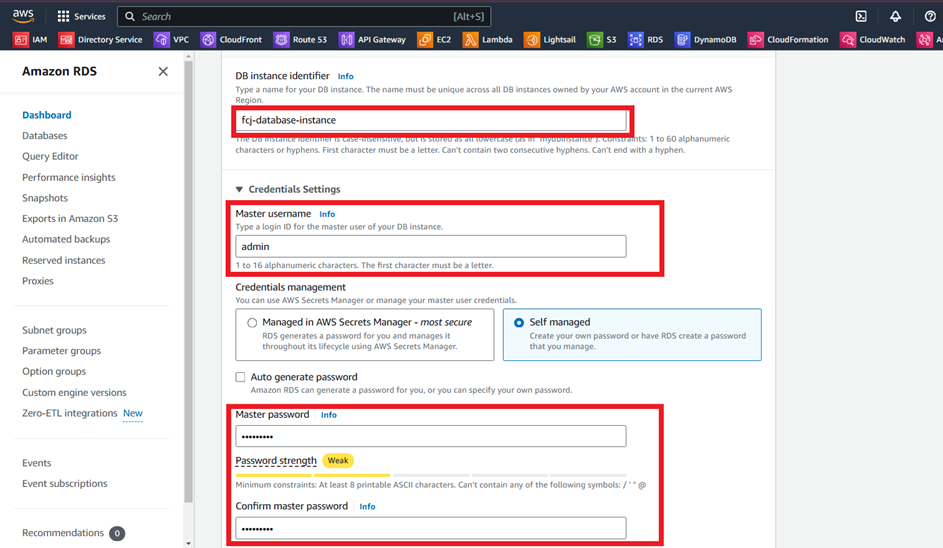 aws
Services
Search
[Alt+S]
IAM
Directory Service
VPC
CloudFront
Route 53
API Gateway
EC2
Lambda
Lightsail
S3
RDS
DynamoDB
CloudFormation
CloudWatch
Amazon RDS
Dashboard
Databases
Query Editor
Performance insights
Snapshots
Exports in Amazon S3
Automated backups
Reserved instances
Proxies
Subnet groups
Parameter groups
Option groups
Custom engine versions
Zero-ETL integrations New
Events
Event subscriptions
Recommendations 0
DB instance identifier Info
Type a name for your DB instance. The name must be unique across all DB instances owned by your AWS account in the current AWS
Region.
fcj-database-instance
The DB instance identifier is case-insensitive, but is stored as all lowercase (as in "mydbinstance"). Constraints: 1 to 60 alphanumeric
characters or hyphens. First character must be a letter. Can't contain two consecutive hyphens. Can't end with a hyphen.
Credentials Settings
Master username Info
Type a login ID for the master user of your DB instance.
admin
1 to 16 alphanumeric characters. The first character must be a letter.
Credentials management
You can use AWS Secrets Manager or manage your master user credentials.
Managed in AWS Secrets Manager - most secure
RDS generates a password for you and manages it
throughout its lifecycle using AWS Secrets Manager.
Self managed
Create your own password or have RDS create a password
that you manage.
Auto generate password
Amazon RDS can generate a password for you, or you can specify your own password.
Master password Info
•••••••••
Password strength Weak
Minimum constraints: At least 8 printable ASCII characters. Can't contain any of the following symbols: / ' " @
Confirm master password Info
•••••••••